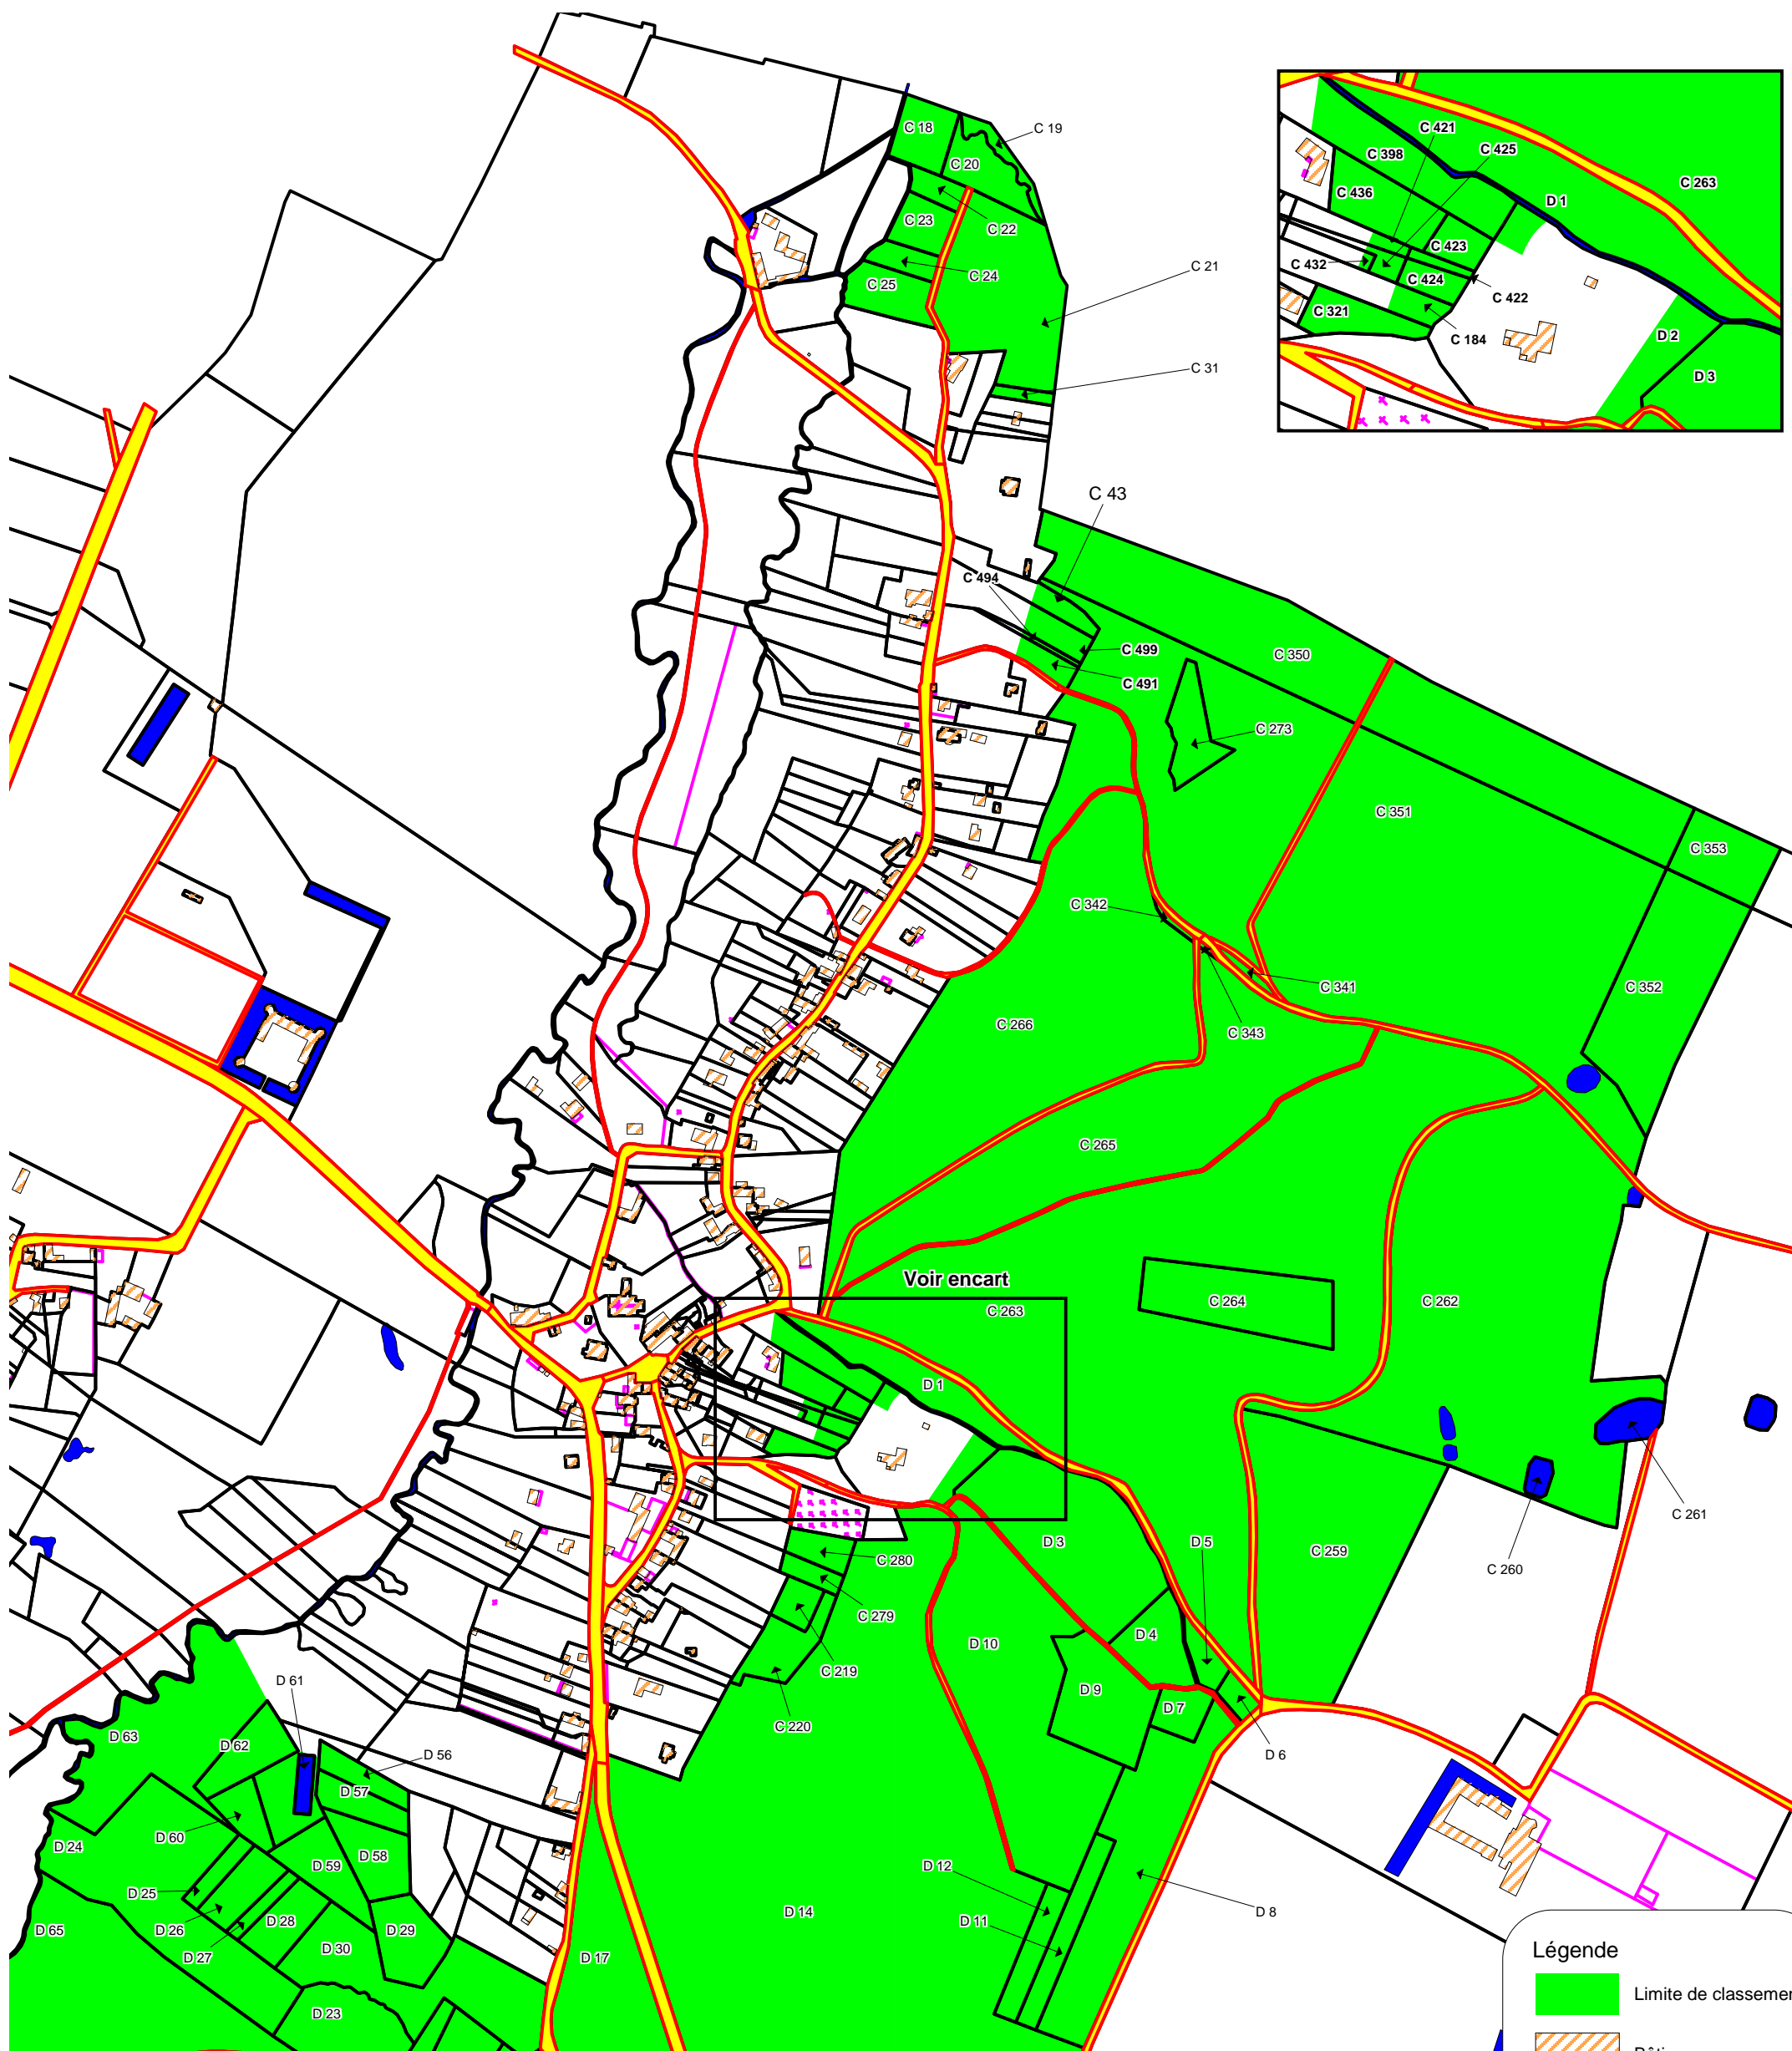 C 18
C 19
C 20
C 22
C 23
C 24
C 25
C 21
C 31
C 421
C 425
C 398
C 263
C 436
D 1
C 423
C 432
C 424
C 422
C 321
C 184
D 2
D 3
C 43
C 494
C 499
C 491
C 350
C 273
C 351
C 353
C 342
C 352
C 341
C 343
C 266
C 265
Voir encart
C 263
C 264
C 262
D 1
C 280
D 3
D 5
C 259
C 260
C 261
C 279
D 10
D 4
C 219
D 9
D 7
C 220
D 6
D 61
D 63
D 62
D 56
D 57
D 60
D 24
D 58
D 59
D 25
D 26
D 28
D 29
D 65
D 27
D 30
D 17
D 14
D 12
D 11
D 8
D 23
Légende
Limite de classemen